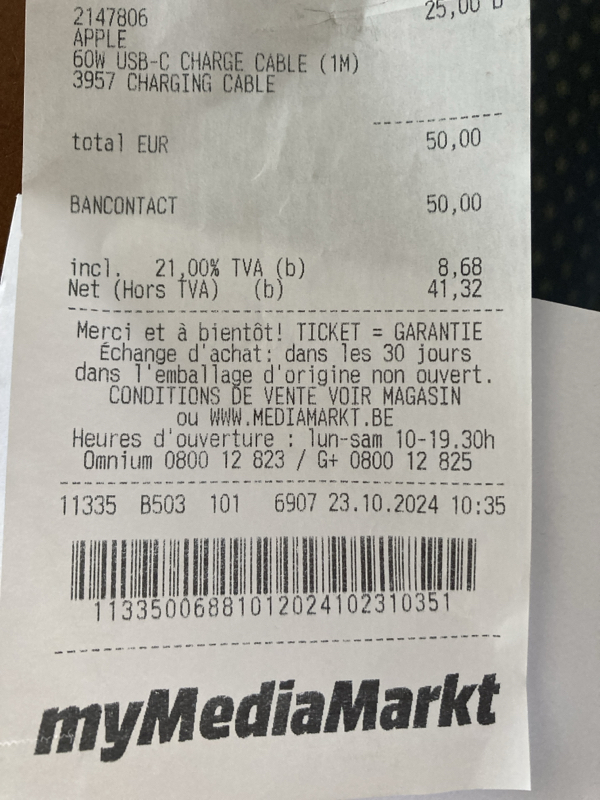 2147806 25,00 b
APPLE
60W USB-C CHARGE CABLE (1M)
3957 CHARGING CABLE
total EUR 50,00
BANCONTACT 50,00
incl. 21,00% TVA (b) 8,68
Net (Hors TVA) (b) 41,32
Merci et à bientôt! TICKET = GARANTIE
Échange d'achat: dans les 30 jours
dans l'emballage d'origine non ouvert.
CONDITIONS DE VENTE VOIR MAGASIN
ou WWW.MEDIAMARKT.BE
Heures d'ouverture : lun-sam 10-19.30h
Omnium 0800 12 823 / G+ 0800 12 825
11335 B503 101 6907 23.10.2024 10:35
11335006881012024102310351
myMediaMarkt